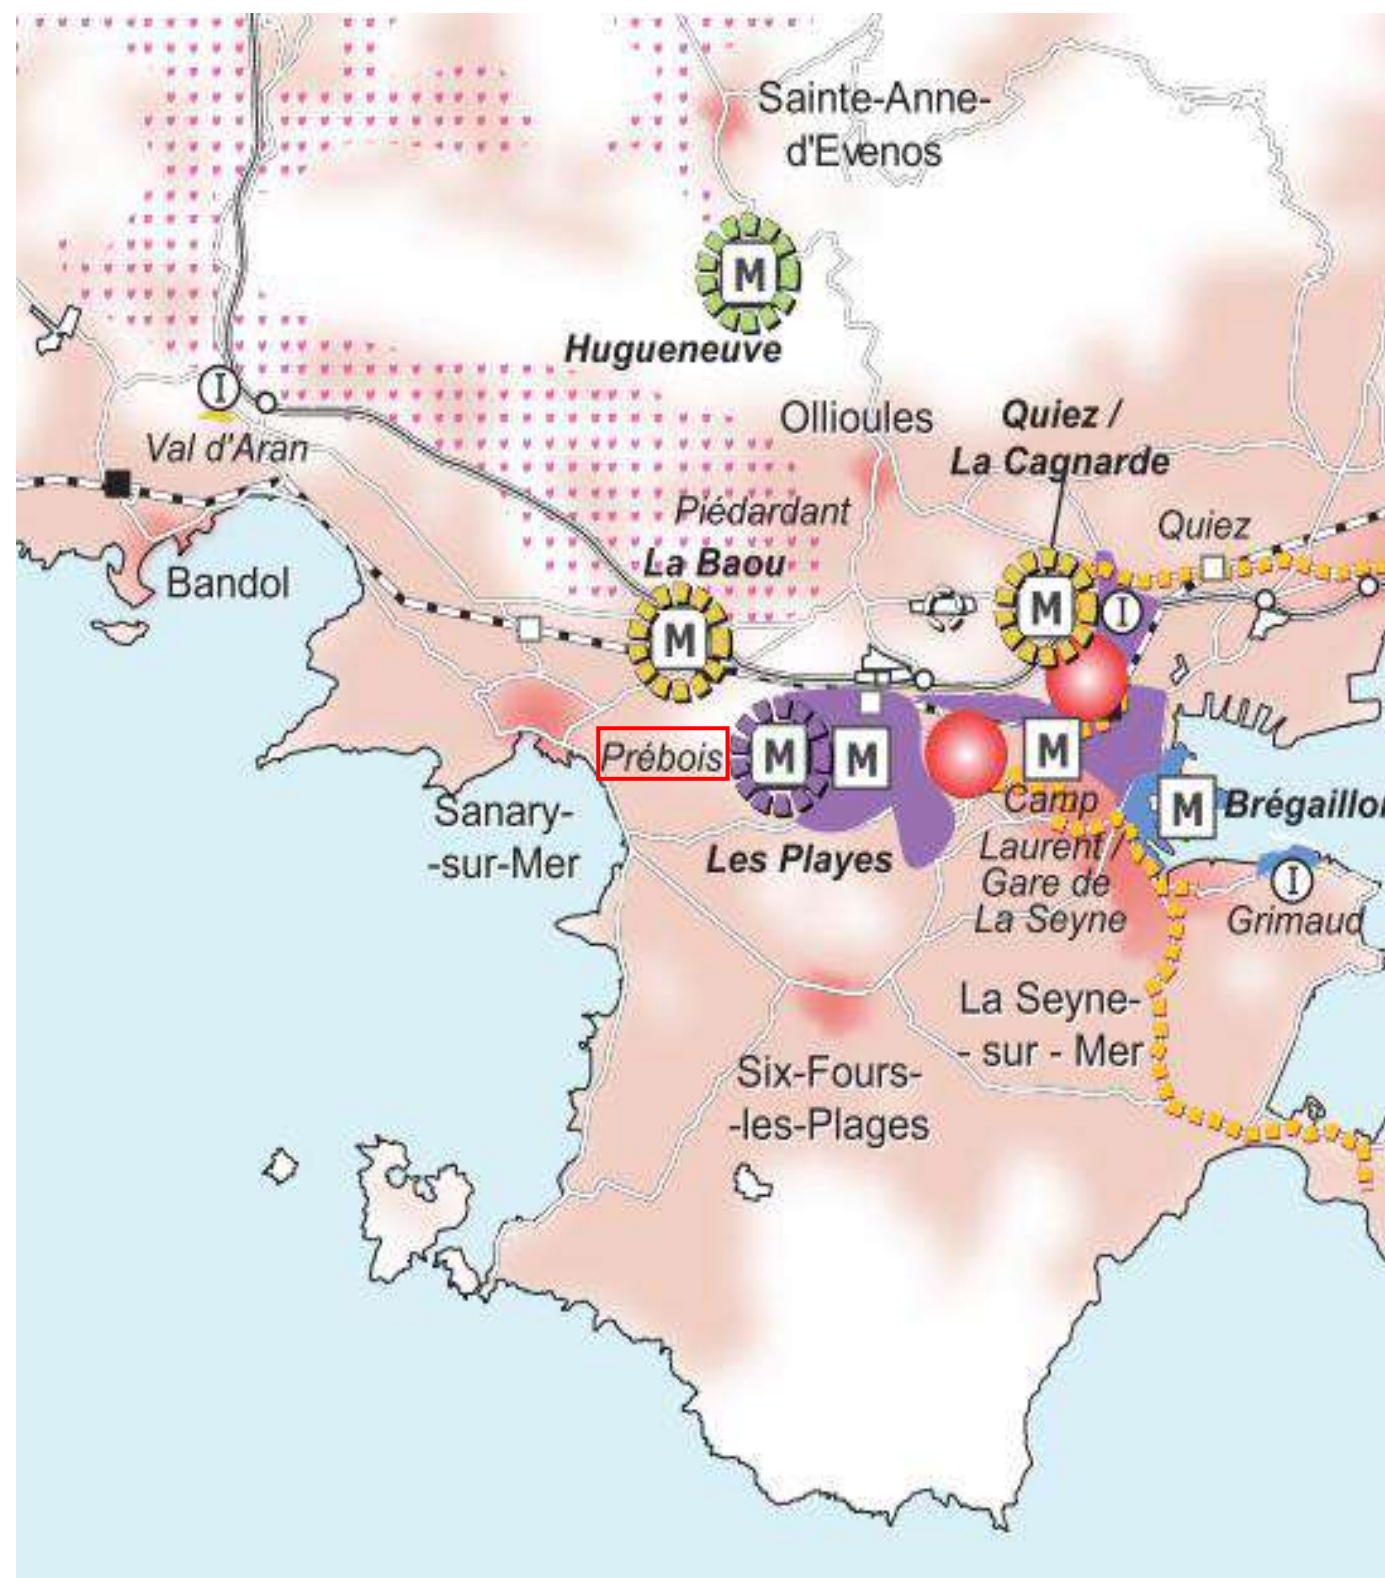 Sainte-Anne-
d'Evenos
M
Hugueneuve
I
Val d'Aran
Ollioules
Quiez /
La Cagnarde
Piédardant
Quiez
La Baou
Bandol
M
M
I
Prébois
M
M
M
Camp
Laurent /
Gare de
La Seyne
M
Brégaillon
Sanary-
-sur-Mer
Les Playes
I
Grimaud
La Seyne-
- sur - Mer
Six-Fours-
-les-Plages